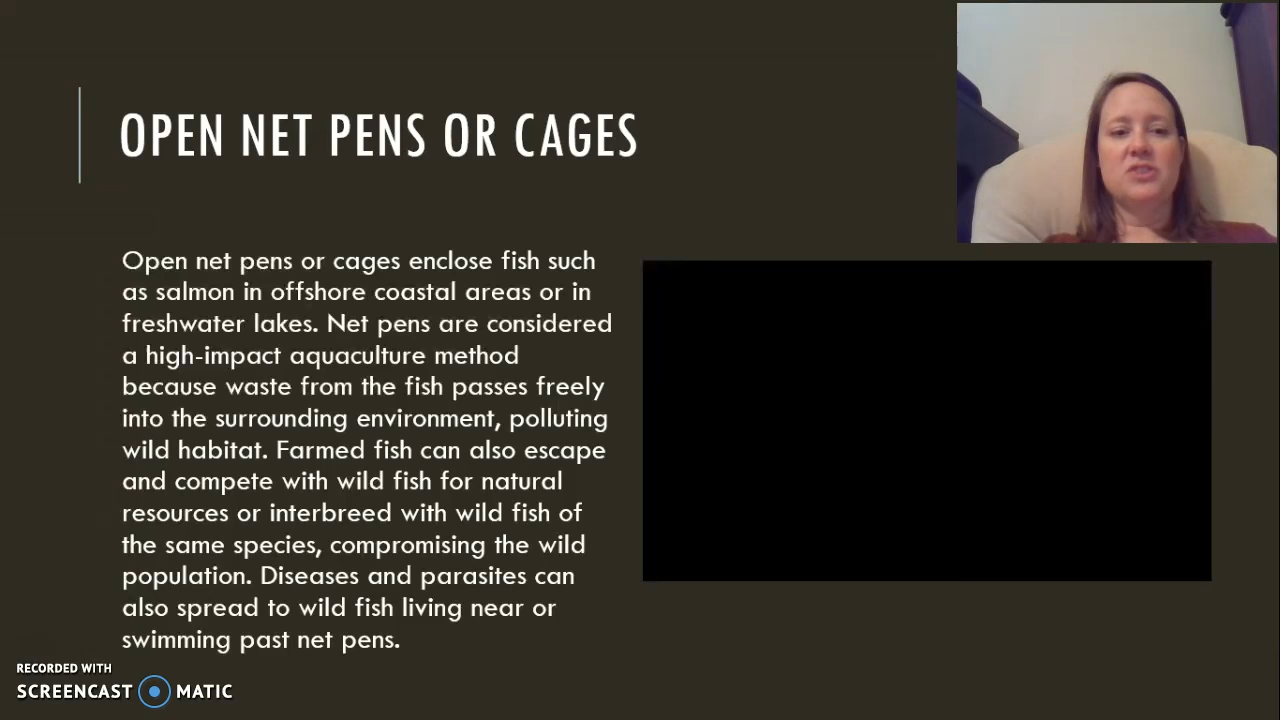 OPEN NET PENS OR CAGES
Open net pens or cages enclose fish such
as salmon in offshore coastal areas or in
freshwater lakes. Net pens are considered
a high-impact aquaculture method
because waste from the fish passes freely
into the surrounding environment, polluting
wild habitat. Farmed fish can also escape
and compete with wild fish for natural
resources or interbreed with wild fish of
the same species, compromising the wild
population. Diseases and parasites can
also spread to wild fish living near or
swimming past net pens.
RECORDED WITH
SCREENCAST MATIC